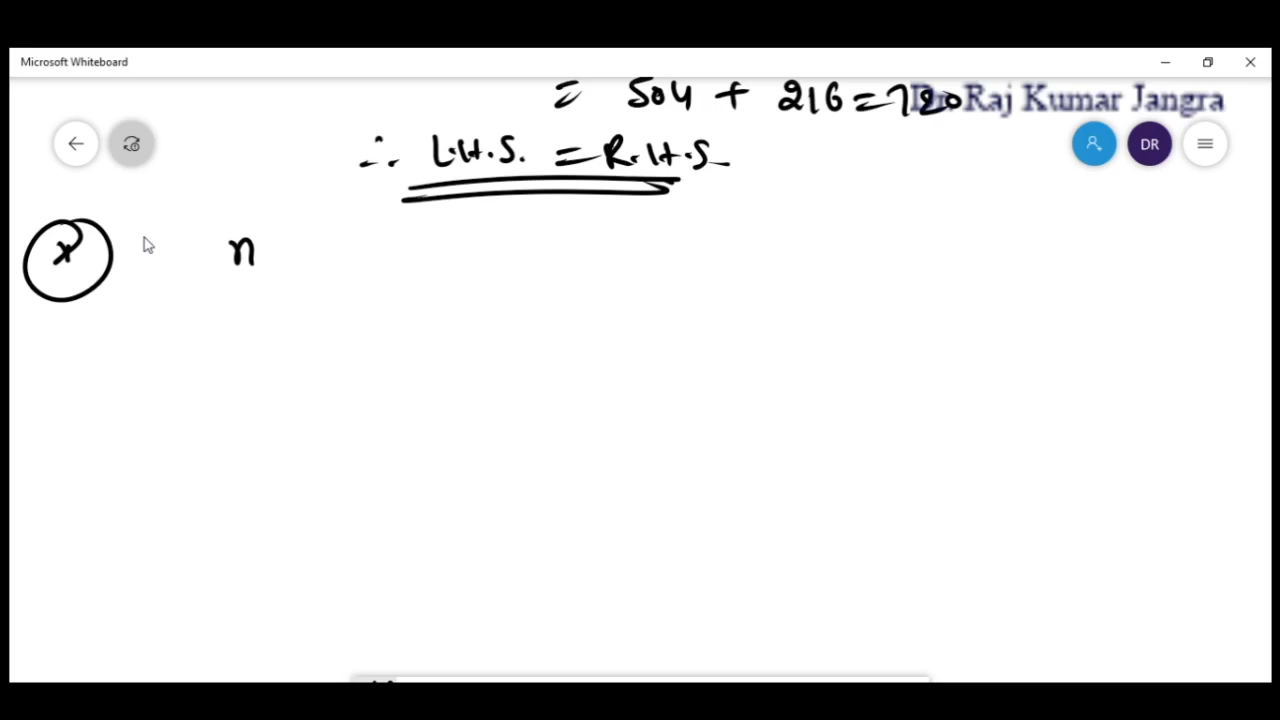 Microsoft Whiteboard
= 504 + 216 = 720
Dr. Raj Kumar Jangra
DR
∴ L.H.S. = R.H.S.
x n